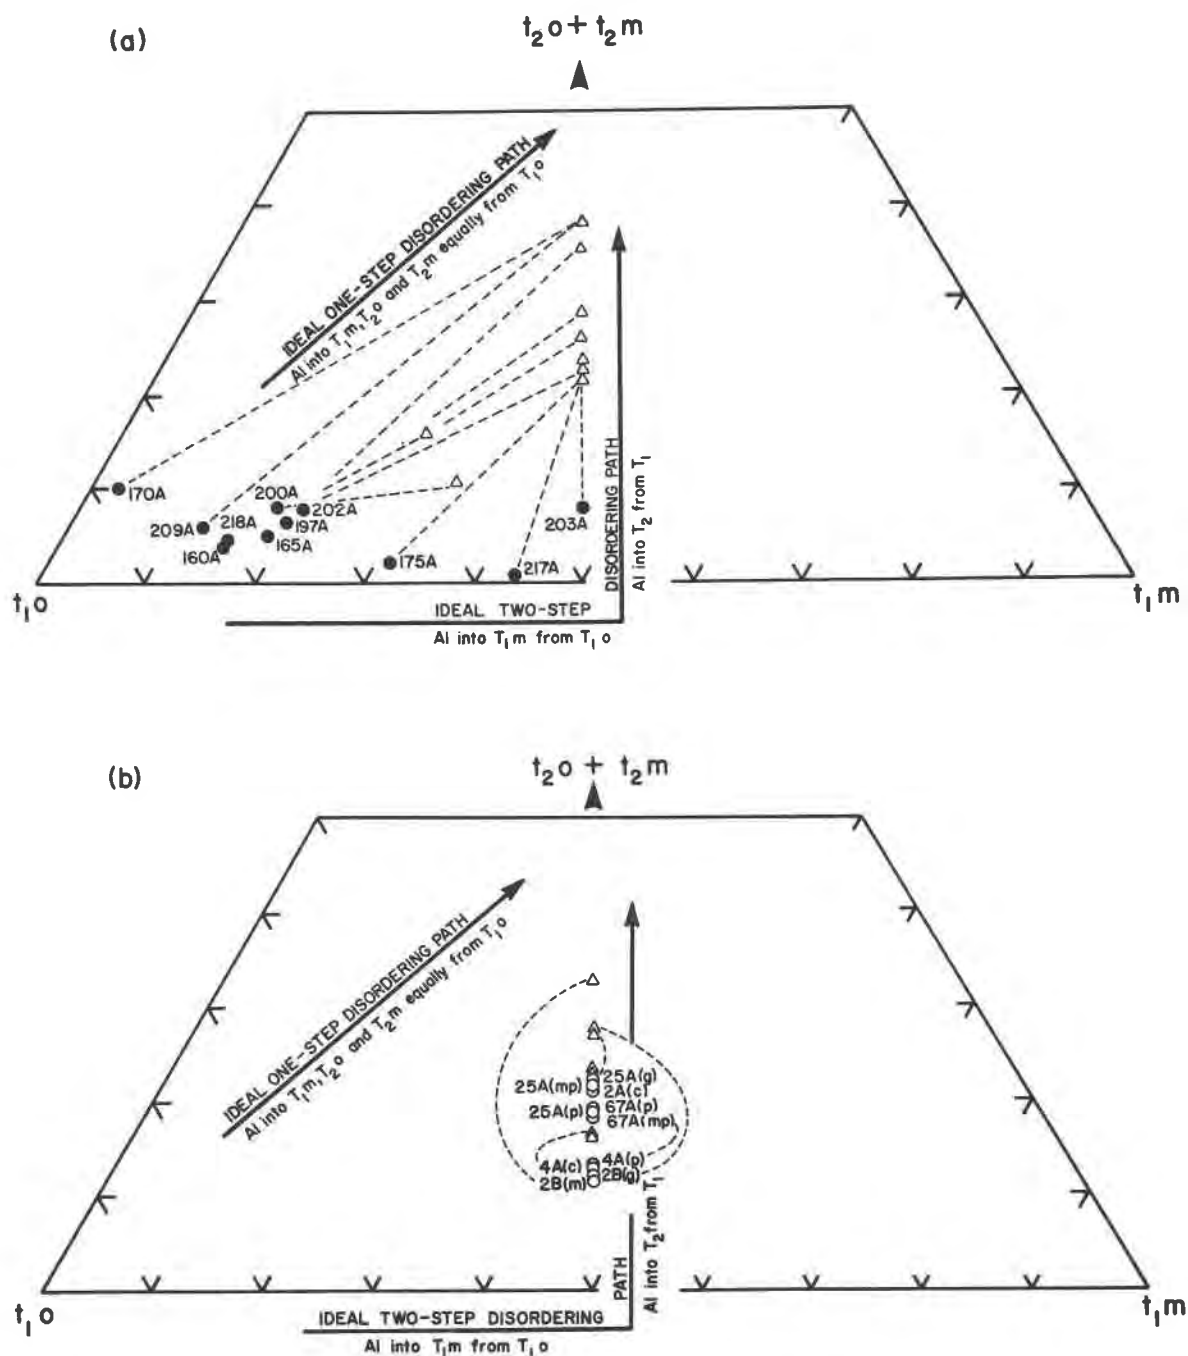 (a)
t₂o + t₂m
IDEAL ONE-STEP DISORDERING PATH
Al into T₁m, T₂o and T₂m equally from T₁o
DISORDERING PATH
Al into T₂ from T₁
170A
200A
202A
209A
218A
197A
160A
165A
175A
217A
203A
t₁o
t₁m
IDEAL TWO-STEP
Al into T₁m from T₁o
(b)
t₂o + t₂m
IDEAL ONE-STEP DISORDERING PATH
Al into T₁m, T₂o and T₂m equally from T₁o
25A(g)
25A(mp)
2A(c)
25A(p)
67A(p)
67A(mp)
4A(c)
4A(p)
2B(m)
2B(g)
PATH
Al into T₂ from T₁
t₁o
t₁m
IDEAL TWO-STEP DISORDERING
Al into T₁m from T₁o